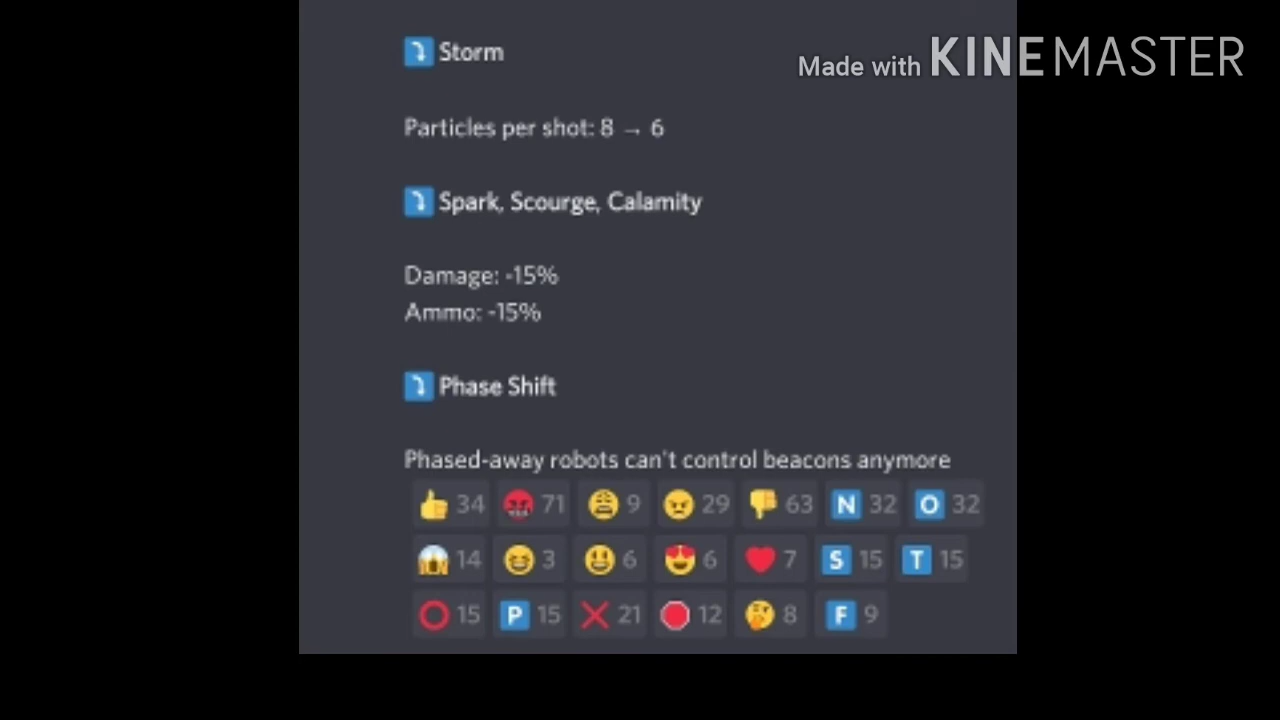 ⤵️ Storm
Made with KINEMASTER
Particles per shot: 8 → 6
⤵️ Spark, Scourge, Calamity
Damage: -15%
Ammo: -15%
⤵️ Phase Shift
Phased-away robots can't control beacons anymore
👍 34 🤬 71 😩 9 😠 29 👎 63 N 32 O 32
😱 14 😆 3 😃 6 😍 6 ❤️ 7 S 15 T 15
⭕ 15 P 15 ❌ 21 🛑 12 🤔 8 F 9